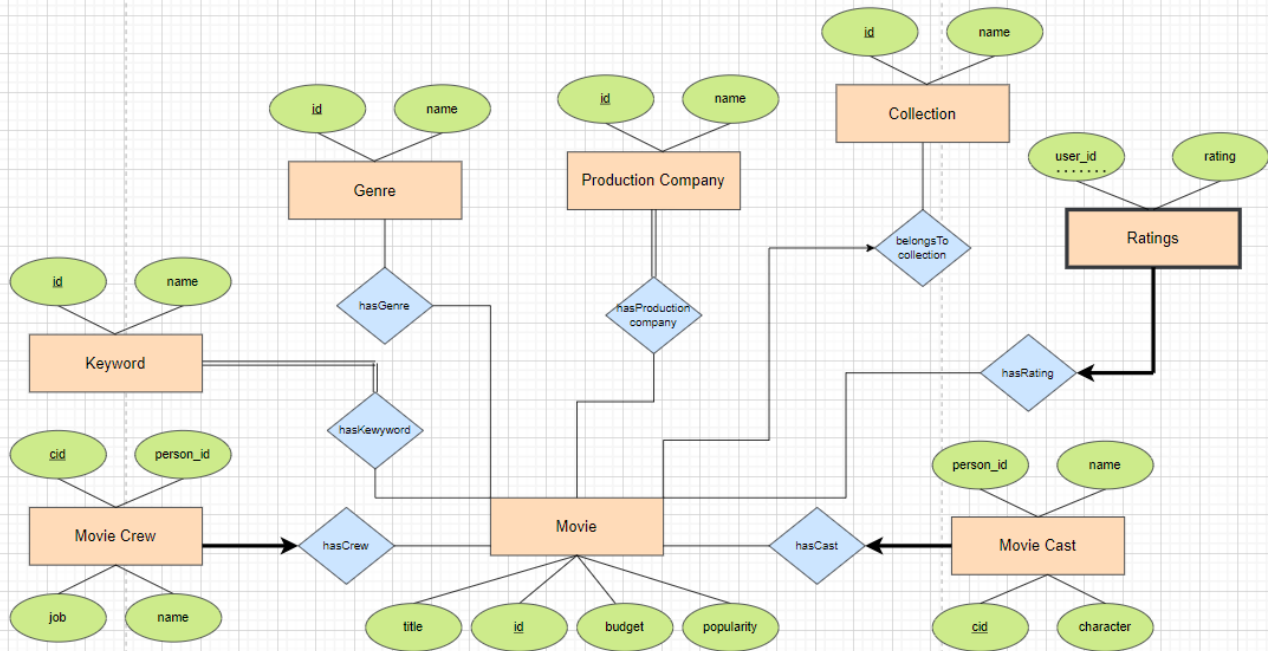 id
name
Collection
id
name
Genre
id
name
Production Company
user_id
rating
Ratings
belongsTo
collection
hasGenre
hasProduction
company
id
name
Keyword
hasRating
hasKewyword
cid
person_id
Movie Crew
job
name
hasCrew
Movie
title
id
budget
popularity
hasCast
person_id
name
Movie Cast
cid
character